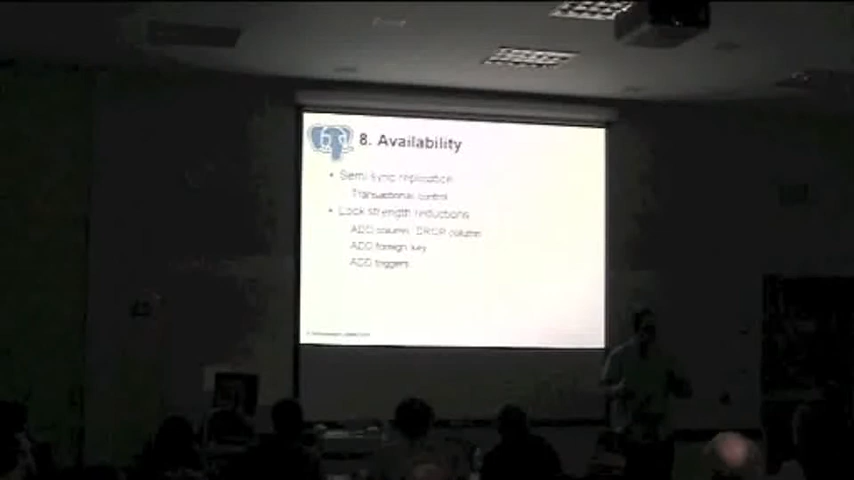 8. Availability
• Semi sync replication
Transactional control
• Lock strength reductions
ADD column, DROP column
ADD foreign key
ADD triggers